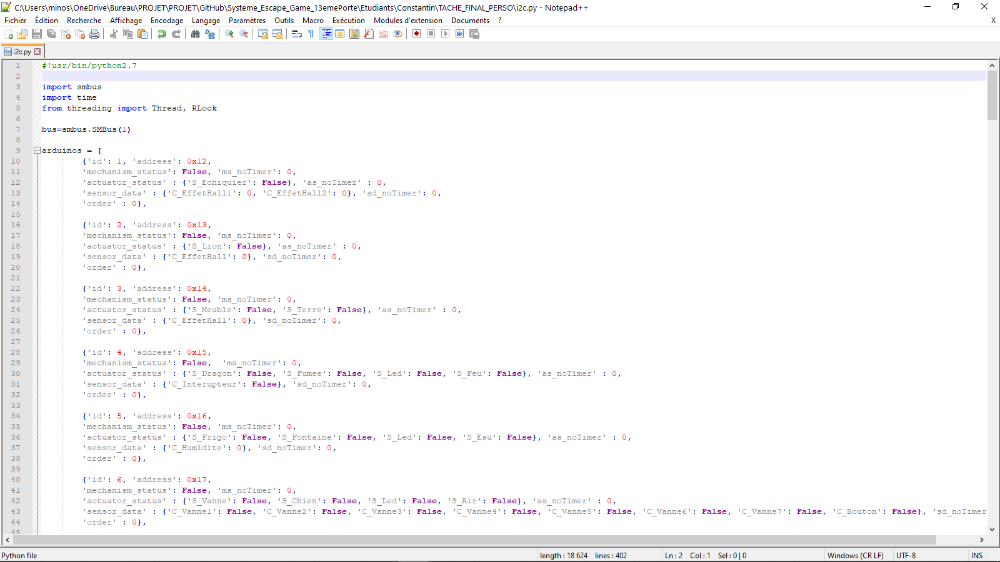 C:\Users\minos\OneDrive\Bureau\PROJET\PROJET\GitHub\Systeme_Escape_Game_13emePorte\Etudiants\Constantin\TACHE_FINAL_PERSO\i2c.py - Notepad++
Fichier Édition Recherche Affichage Encodage Langage Paramètres Outils Macro Exécution Modules d'extension Documents ? X
i2c.py
1 #!usr/bin/python2.7
2
3 import smbus
4 import time
5 from threading import Thread, RLock
6
7 bus=smbus.SMBus(1)
8
9 arduinos = [
10 {'id': 1, 'address': 0x12,
11 'mechanism_status': False, 'ms_noTimer': 0,
12 'actuator_status' : {'S_Echiquier': False}, 'as_noTimer' : 0,
13 'sensor_data' : {'C_EffetHall1': 0, 'C_EffetHall2': 0}, 'sd_noTimer': 0,
14 'order' : 0},
15
16 {'id': 2, 'address': 0x13,
17 'mechanism_status': False, 'ms_noTimer': 0,
18 'actuator_status' : {'S_Lion': False}, 'as_noTimer' : 0,
19 'sensor_data' : {'C_EffetHall': 0}, 'sd_noTimer': 0,
20 'order' : 0},
21
22 {'id': 3, 'address': 0x14,
23 'mechanism_status': False, 'ms_noTimer': 0,
24 'actuator_status' : {'S_Meuble': False, 'S_Terre': False}, 'as_noTimer' : 0,
25 'sensor_data' : {'C_EffetHall': 0}, 'sd_noTimer': 0,
26 'order' : 0},
27
28 {'id': 4, 'address': 0x15,
29 'mechanism_status': False, 'ms_noTimer': 0,
30 'actuator_status' : {'S_Dragon': False, 'S_Fumee': False, 'S_Led': False, 'S_Feu': False}, 'as_noTimer' : 0,
31 'sensor_data' : {'C_Interupteur': False}, 'sd_noTimer': 0,
32 'order' : 0},
33
34 {'id': 5, 'address': 0x16,
35 'mechanism_status': False, 'ms_noTimer': 0,
36 'actuator_status' : {'S_Frigo': False, 'S_Fontaine': False, 'S_Led': False, 'S_Eau': False}, 'as_noTimer' : 0,
37 'sensor_data' : {'C_Humidite': 0}, 'sd_noTimer': 0,
38 'order' : 0},
39
40 {'id': 6, 'address': 0x17,
41 'mechanism_status': False, 'ms_noTimer': 0,
42 'actuator_status' : {'S_Vanne': False, 'S_Chien': False, 'S_Led': False, 'S_Air': False}, 'as_noTimer' : 0,
43 'sensor_data' : {'C_Vanne1': False, 'C_Vanne2': False, 'C_Vanne3': False, 'C_Vanne4': False, 'C_Vanne5': False, 'C_Vanne6': False, 'C_Vanne7': False, 'C_Bouton': False}, 'sd_noTimer
44 'order' : 0},
45
Python file length : 18 624 lines : 402 Ln : 2 Col : 1 Sel : 0 | 0 Windows (CR LF) UTF-8 INS